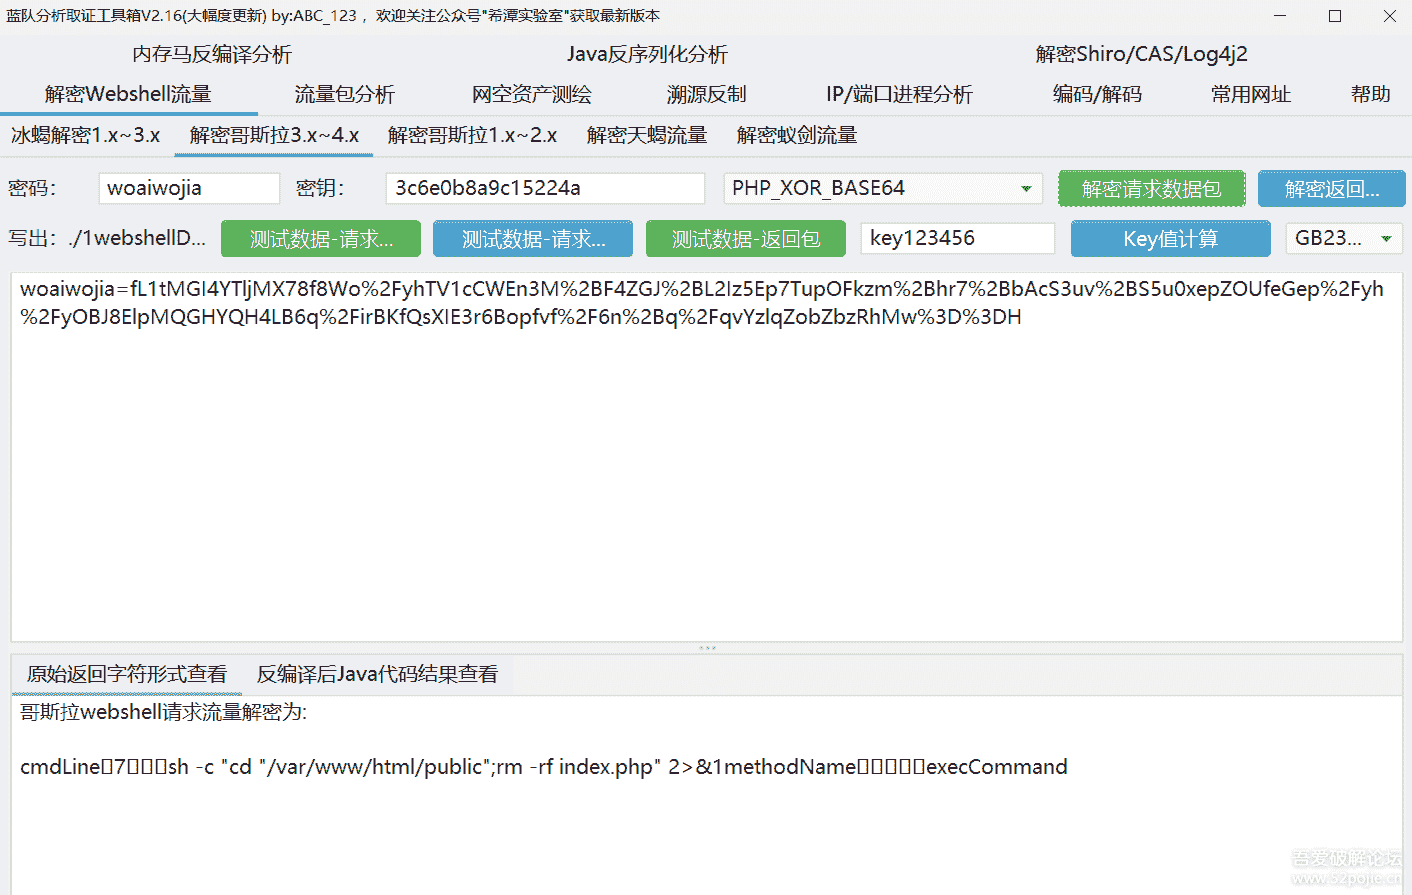 蓝队分析取证工具箱V2.16(大幅度更新) by:ABC_123 ，欢迎关注公众号"希潭实验室"获取最新版本
内存马反编译分析 Java反序列化分析 解密Shiro/CAS/Log4j2
解密Webshell流量 流量包分析 网空资产测绘 溯源反制 IP/端口进程分析 编码/解码 常用网址 帮助
冰蝎解密1.x~3.x 解密哥斯拉3.x~4.x 解密哥斯拉1.x~2.x 解密天蝎流量 解密蚁剑流量
密码： woaiwojia 密钥： 3c6e0b8a9c15224a PHP_XOR_BASE64 解密请求数据包 解密返回...
写出：./1webshellD... 测试数据-请求... 测试数据-请求... 测试数据-返回包 key123456 Key值计算 GB23...
woaiwojia=fL1tMGI4YTljMX78f8Wo%2FyhTV1cCWEn3M%2BF4ZGJ%2BL2Iz5Ep7TupOFkzm%2Bhr7%2BbAcS3uv%2BS5u0xepZOUfeGep%2Fyh
%2FyOBJ8ElpMQGHYQH4LB6q%2FirBKfQsXIE3r6Bopfvf%2F6n%2Bq%2FqvYzlqZobZbzRhMw%3D%3DH
原始返回字符形式查看 反编译后Java代码结果查看
哥斯拉webshell请求流量解密为:
cmdLine▯7▯▯▯sh -c "cd "/var/www/html/public";rm -rf index.php" 2>&1methodName▯▯▯▯▯execCommand
吾爱破解论坛
www.52pojie.cn